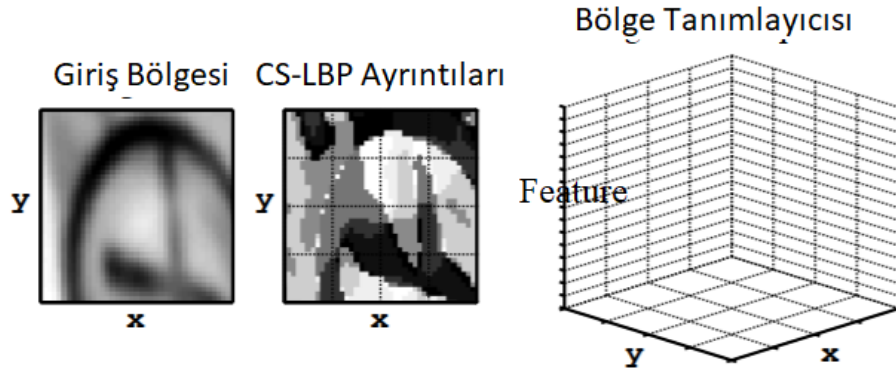 Bölge Tanımlayıcısı
Giriş Bölgesi
CS-LBP Ayrıntıları
y
x
y
x
Feature
y
x